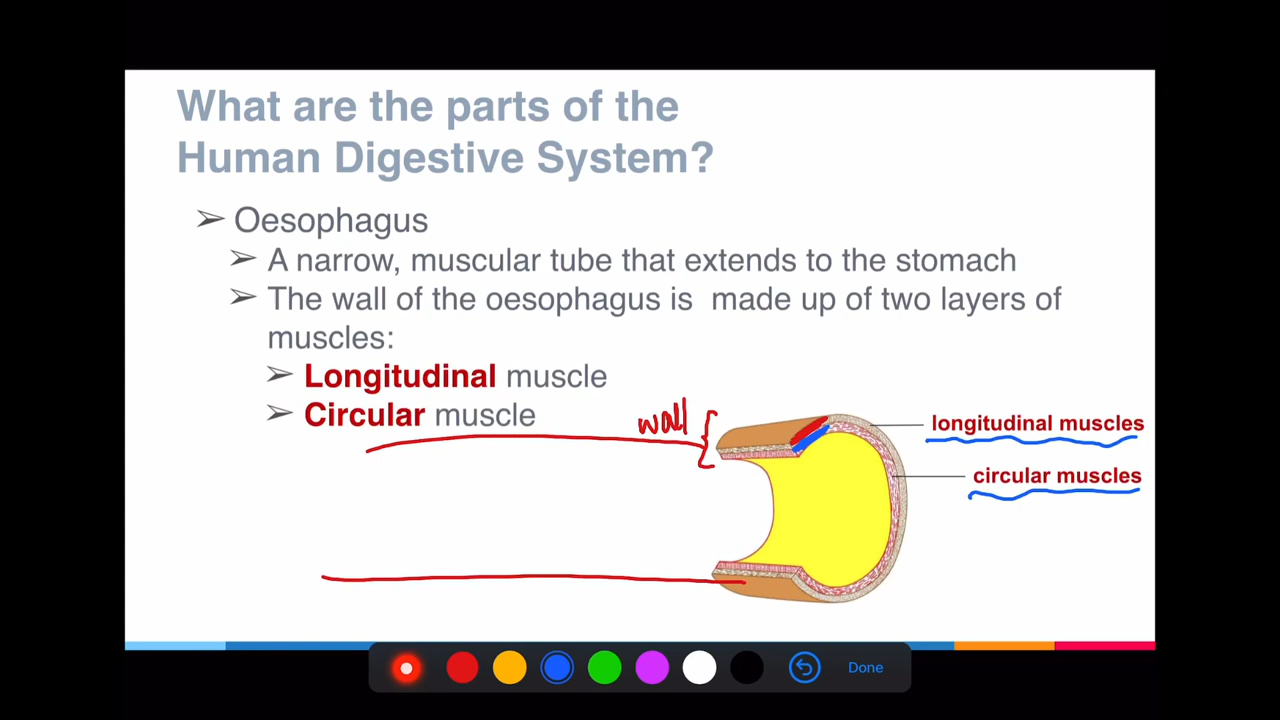 What are the parts of the
Human Digestive System?
➢ Oesophagus
➢ A narrow, muscular tube that extends to the stomach
➢ The wall of the oesophagus is made up of two layers of
muscles:
➢ Longitudinal muscle
➢ Circular muscle
wall
longitudinal muscles
circular muscles
Done